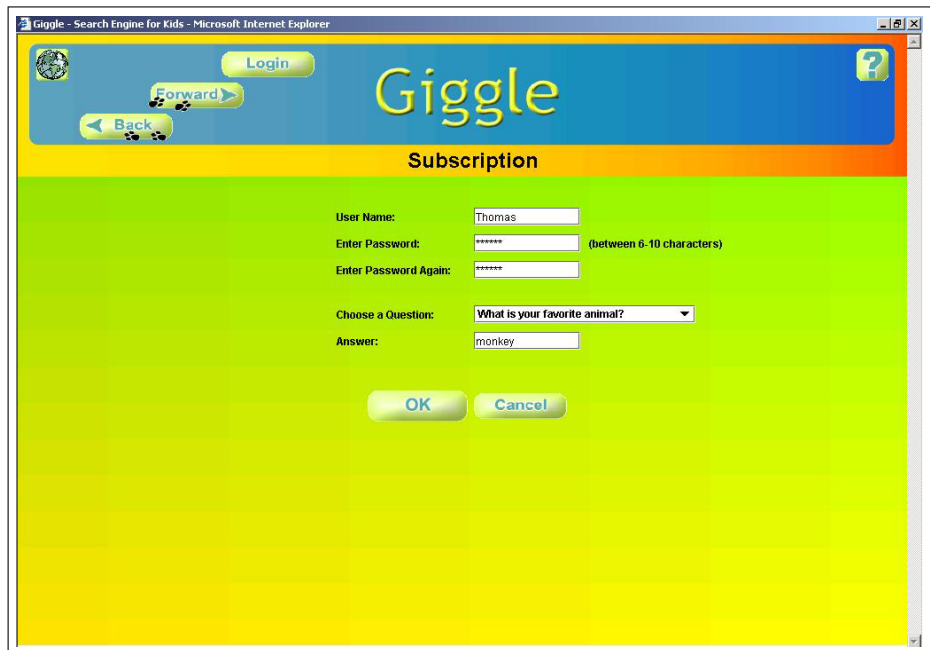 Giggle - Search Engine for Kids - Microsoft Internet Explorer
Login
Forward
Back
Giggle
?
Subscription
User Name: Thomas
Enter Password: ****** (between 6-10 characters)
Enter Password Again: ******
Choose a Question: What is your favorite animal?
Answer: monkey
OK Cancel